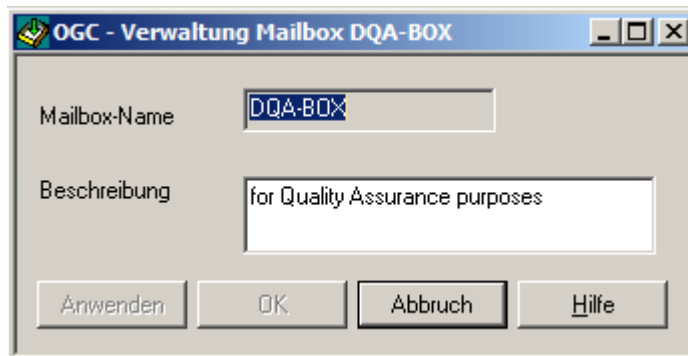 OGC - Verwaltung Mailbox DQA-BOX
Mailbox-Name DQA-BOX
Beschreibung for Quality Assurance purposes
Anwenden OK Abbruch Hilfe